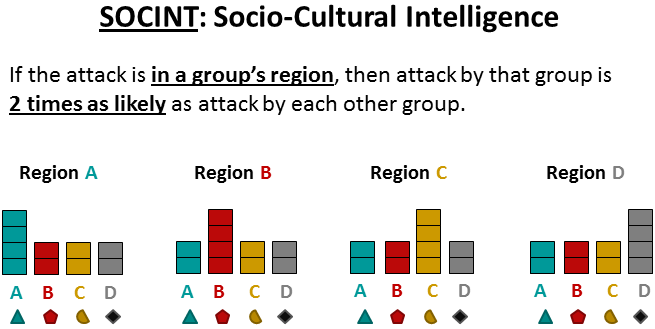 SOCINT: Socio-Cultural Intelligence
If the attack is in a group's region, then attack by that group is
2 times as likely as attack by each other group.
Region A Region B Region C Region D
A B C D A B C D A B C D A B C D